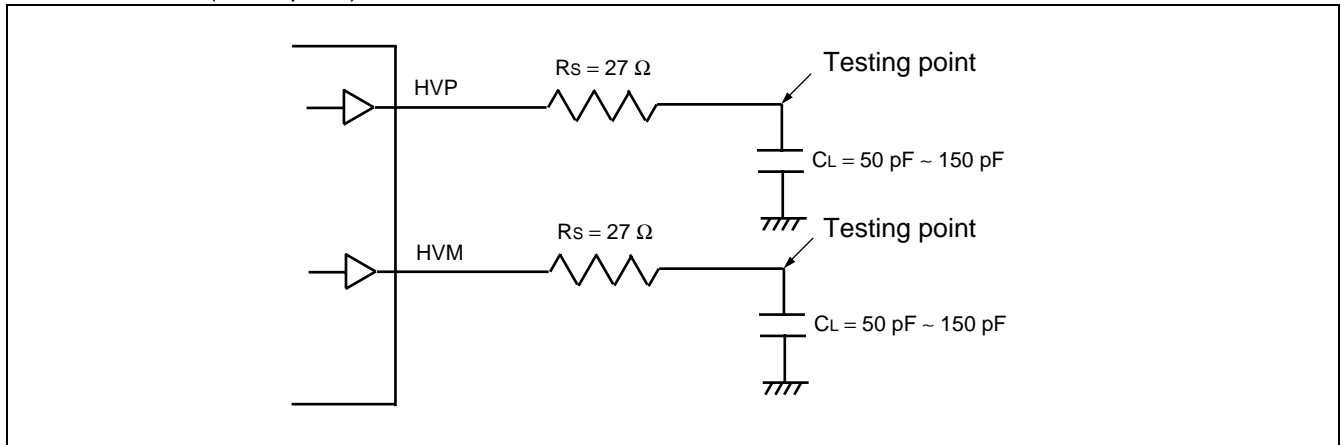 Testing point
Rs = 27 Ω
HVP
CL = 50 pF ~ 150 pF
Testing point
Rs = 27 Ω
HVM
CL = 50 pF ~ 150 pF